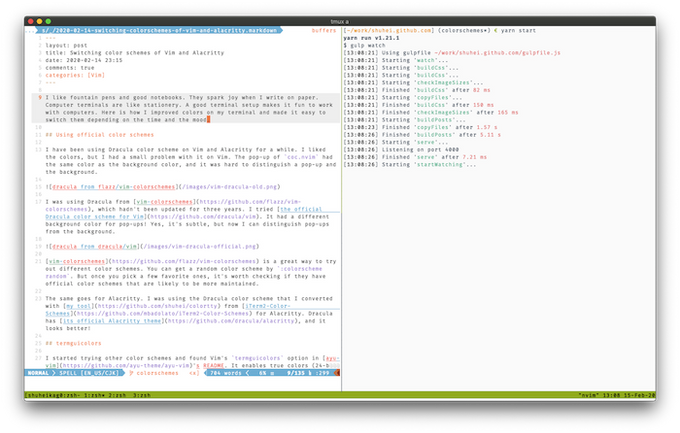 tmux a
s/_/2020-02-14-switching-colorschemes-of-vim-and-alacritty.markdown
buffers
1 ---
layout: post
title: Switching color schemes of Vim and Alacritty
date: 2020-02-14 23:15
comments: true
categories: [Vim]
---
9 I like fountain pens and good notebooks. They spark joy when I write on paper.
Computer terminals are like stationery. A good terminal setup makes it fun to work
with computers. Here is how I improved colors on my terminal and made it easy to
switch them depending on the time and the mood
11 ## Using official color schemes
13 I have been using Dracula color scheme on Vim and Alacritty for a while. I liked
the colors, but I had a small problem with it on Vim. The pop-up of `coc.nvim` had
the same color as the background color, and it was hard to distinguish a pop-up and
the background.
15 ![dracula from flazz/vim-colorschemes](/images/vim-dracula-old.png)
17 I was using Dracula from [vim-colorschemes](https://github.com/flazz/vim-
colorschemes), which hadn't been updated for three years. I tried [the official
Dracula color scheme for Vim](https://github.com/dracula/vim). It had a different
background color for pop-ups! Yes, it's subtle, but now I can distinguish pop-ups
from the background.
19 ![dracula from dracula/vim](/images/vim-dracula-official.png)
21 [vim-colorschemes](https://github.com/flazz/vim-colorschemes) is a great way to try
out different color schemes. You can get a random color scheme by `:colorscheme
random`. But once you pick a few favorite ones, it's worth checking if they have
official color schemes that are likely to be more maintained.
23 The same goes for Alacritty. I was using the Dracula color scheme that I converted
with [my tool](https://github.com/shuhei/colortty) from [iTerm2-Color-
Schemes](https://github.com/mbadolato/iTerm2-Color-Schemes) for Alacritty. Dracula
has [its official Alacritty theme](https://github.com/dracula/alacritty), and it
looks better!
25 ## termguicolors
27 I started trying other color schemes and found Vim's `termguicolors` option in [ayu-
vim](https://github.com/ayu-theme/ayu-vim)'s README. It enables true colors (24-b
NORMAL SPELL [EN_US/CJK] colorschemes 704 words 6% 9/135 :299
[~/work/shuhei.github.com] (colorschemes*) yarn start
yarn run v1.21.1
$ gulp watch
[13:08:21] Using gulpfile ~/work/shuhei.github.com/gulpfile.js
[13:08:21] Starting 'watch'...
[13:08:21] Starting 'buildCss'...
[13:08:21] Starting 'buildCss'...
[13:08:21] Starting 'checkImageSizes'...
[13:08:21] Finished 'buildCss' after 82 ms
[13:08:21] Starting 'copyFiles'...
[13:08:21] Finished 'buildCss' after 150 ms
[13:08:21] Finished 'checkImageSizes' after 165 ms
[13:08:21] Starting 'buildPosts'...
[13:08:23] Finished 'copyFiles' after 1.57 s
[13:08:26] Finished 'buildPosts' after 5.21 s
[13:08:26] Starting 'serve'...
[13:08:26] Listening on port 4000
[13:08:26] Finished 'serve' after 7.21 ms
[13:08:26] Starting 'startWatching'...
[shuheikag0:zsh- 1:zsh* 2:zsh 3:zsh
"nvim" 13:08 15-Feb-20